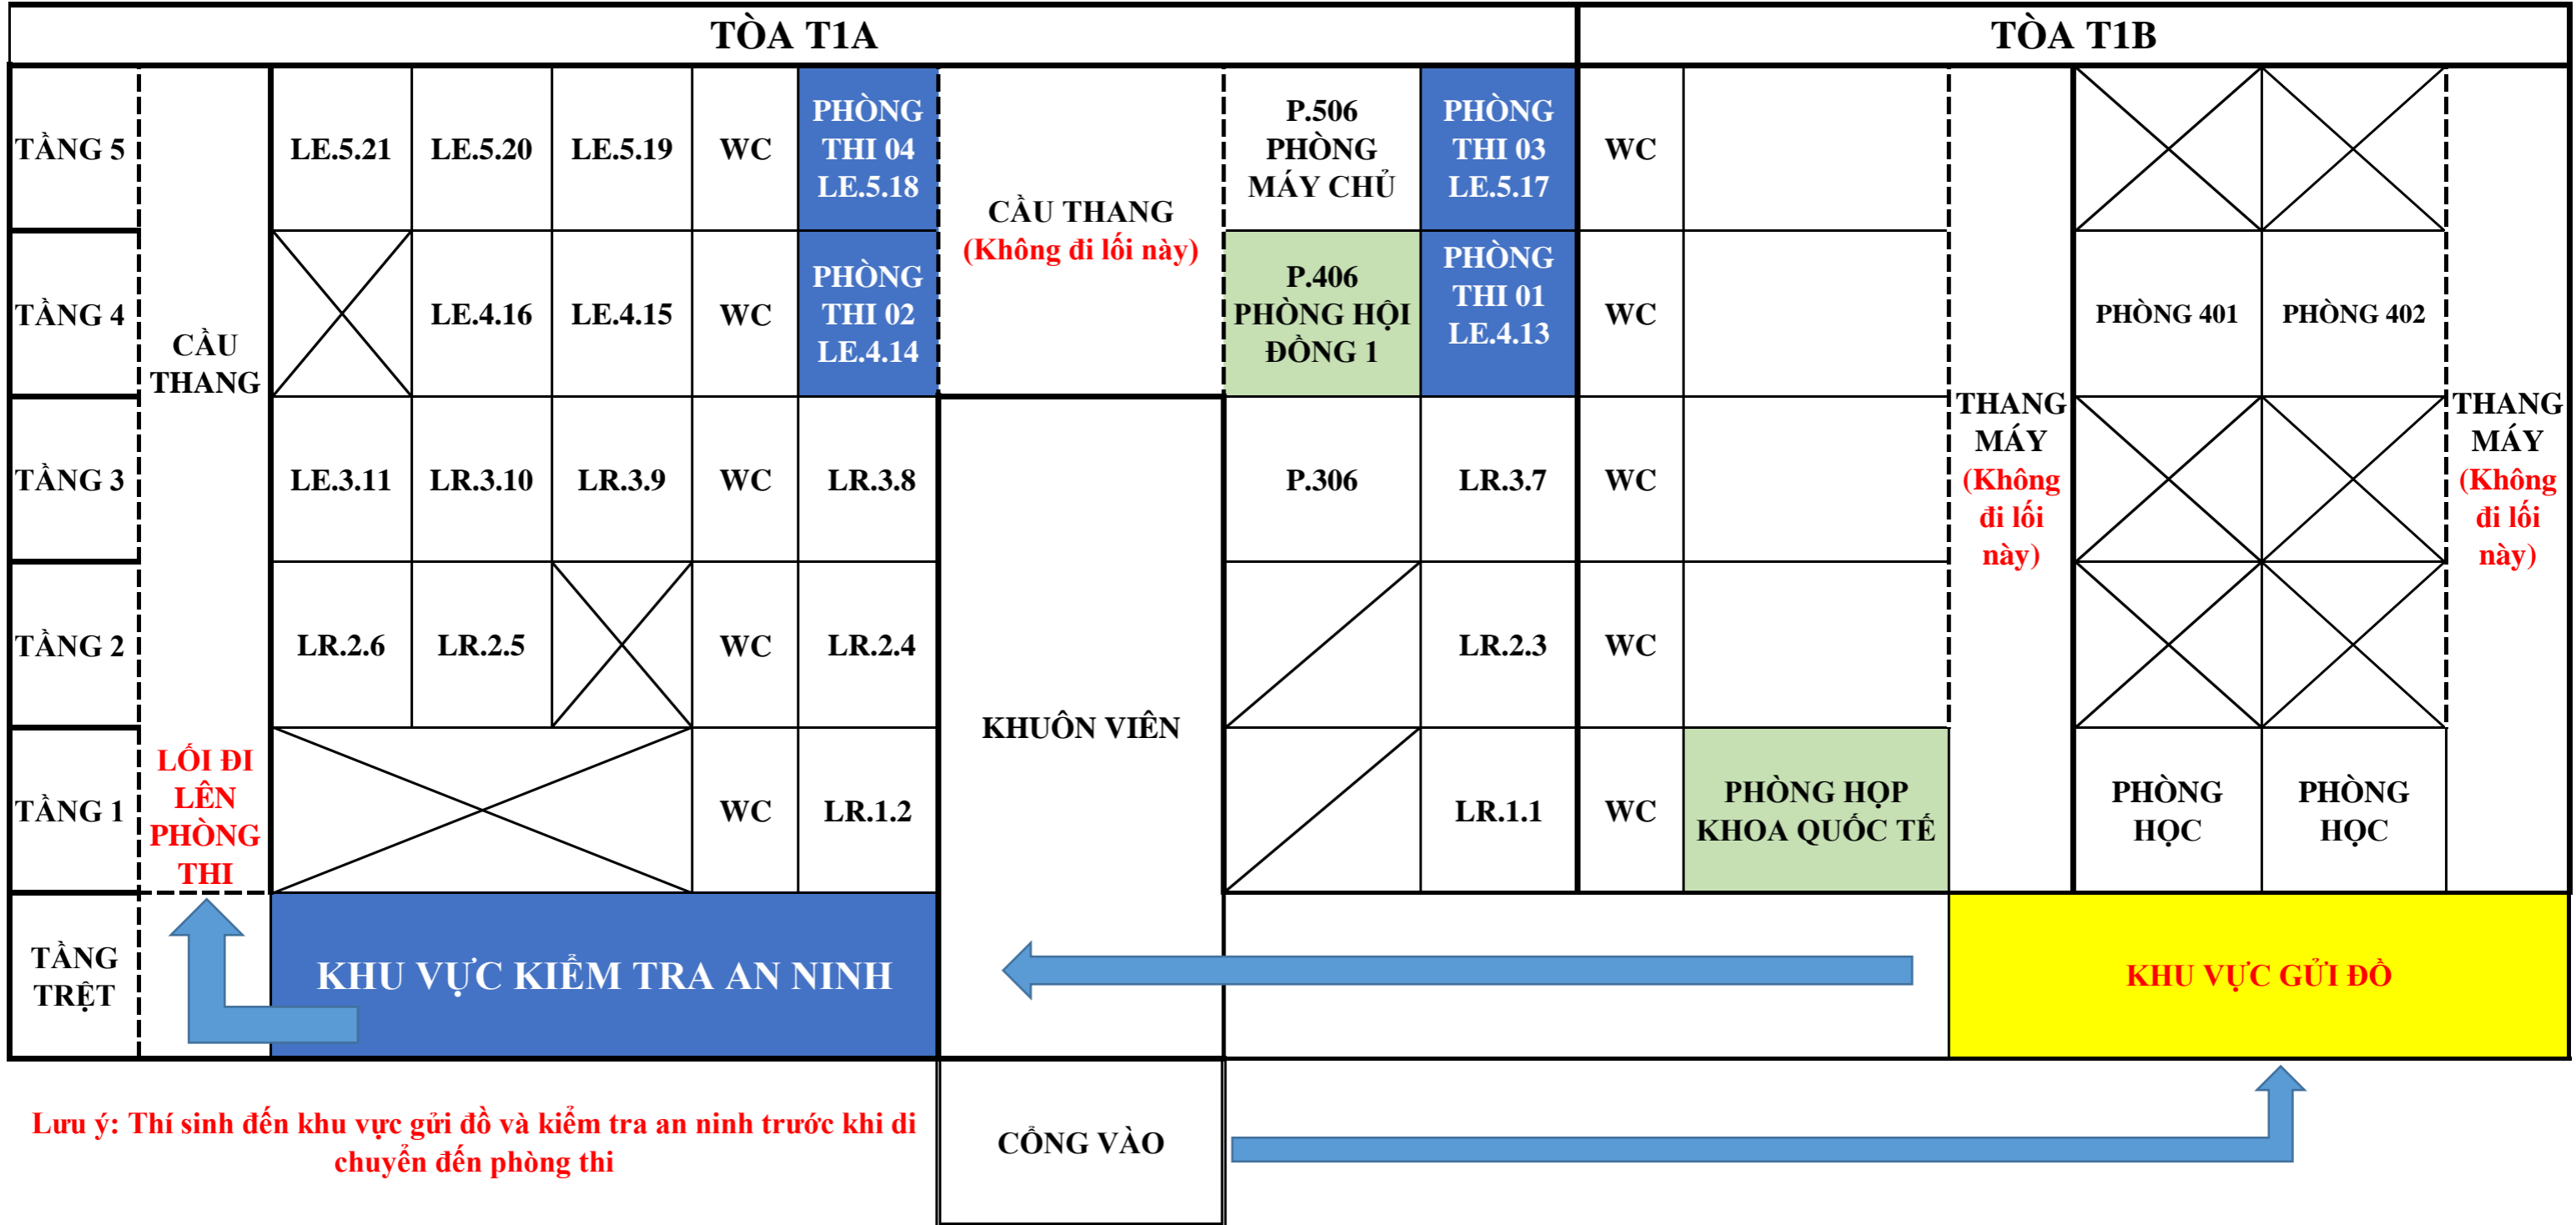 TÒA T1A
TÒA T1B
TẦNG 5
LE.5.21
LE.5.20
LE.5.19
WC
PHÒNG
THI 04
LE.5.18
CẦU THANG
(Không đi lối này)
P.506
PHÒNG
MÁY CHỦ
PHÒNG
THI 03
LE.5.17
WC
TẦNG 4
CẦU
THANG
LE.4.16
LE.4.15
WC
PHÒNG
THI 02
LE.4.14
P.406
PHÒNG HỘI
ĐỒNG 1
PHÒNG
THI 01
LE.4.13
WC
THANG
MÁY
(Không
đi lối
này)
PHÒNG 401
PHÒNG 402
THANG
MÁY
(Không
đi lối
này)
TẦNG 3
LE.3.11
LR.3.10
LR.3.9
WC
LR.3.8
P.306
LR.3.7
WC
TẦNG 2
LR.2.6
LR.2.5
WC
LR.2.4
KHUÔN VIÊN
LR.2.3
WC
TẦNG 1
LỐI ĐI
LÊN
PHÒNG
THI
WC
LR.1.2
LR.1.1
WC
PHÒNG HỌP
KHOA QUỐC TẾ
PHÒNG
HỌC
PHÒNG
HỌC
TẦNG
TRỆT
KHU VỰC KIỂM TRA AN NINH
KHU VỰC GỬI ĐỒ
Lưu ý: Thí sinh đến khu vực gửi đồ và kiểm tra an ninh trước khi di
chuyển đến phòng thi
CỔNG VÀO